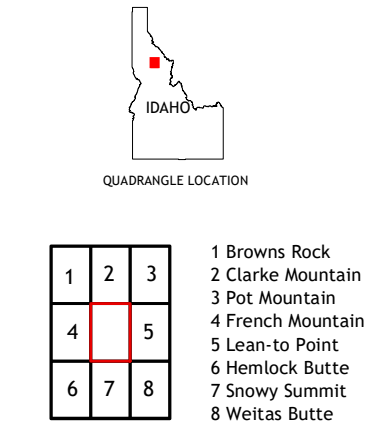 IDAHO
QUADRANGLE LOCATION
1 2 3
4 5
6 7 8
1 Browns Rock
2 Clarke Mountain
3 Pot Mountain
4 French Mountain
5 Lean-to Point
6 Hemlock Butte
7 Snowy Summit
8 Weitas Butte